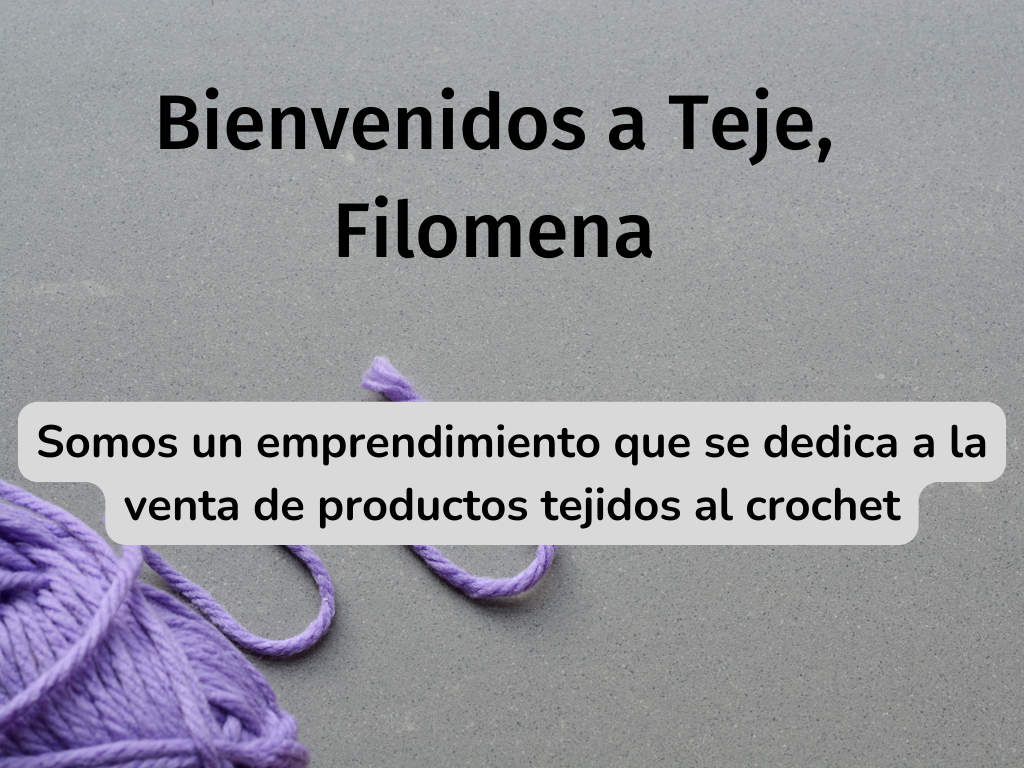 Bienvenidos a Teje,
Filomena
Somos un emprendimiento que se dedica a la
venta de productos tejidos al crochet